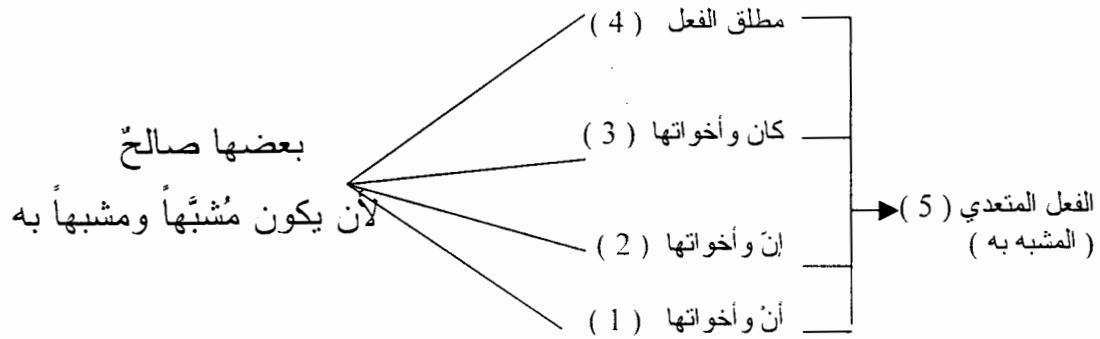 مطلق الفعل ( 4 )
كان وأخواتها ( 3 )
بعضها صالحٌ
لأن يكون مُشبَّهاً ومشبهاً به
الفعل المتعدي ( 5 )
( المشبه به )
إنّ وأخواتها ( 2 )
أنْ وأخواتها ( 1 )